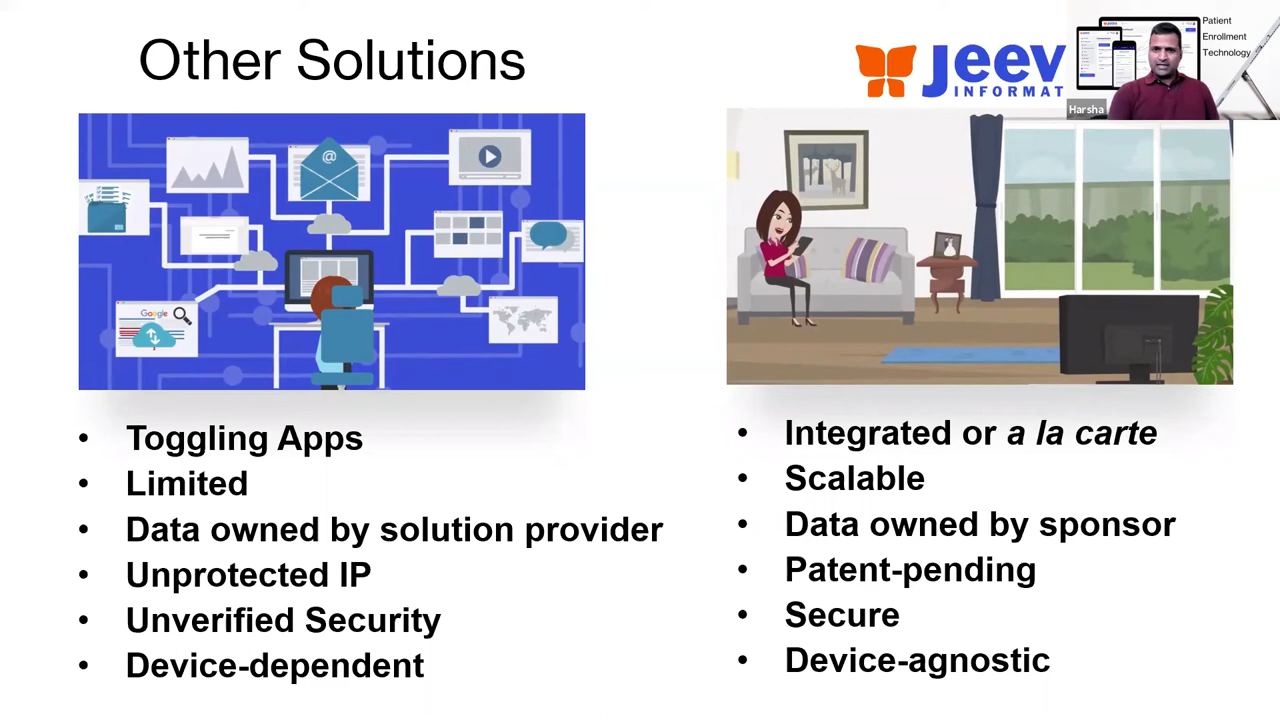 Other Solutions
Jeev
INFORMAT
Patient
Enrollment
Technology
Harsha
@
Google
• Toggling Apps
• Limited
• Data owned by solution provider
• Unprotected IP
• Unverified Security
• Device-dependent
• Integrated or a la carte
• Scalable
• Data owned by sponsor
• Patent-pending
• Secure
• Device-agnostic